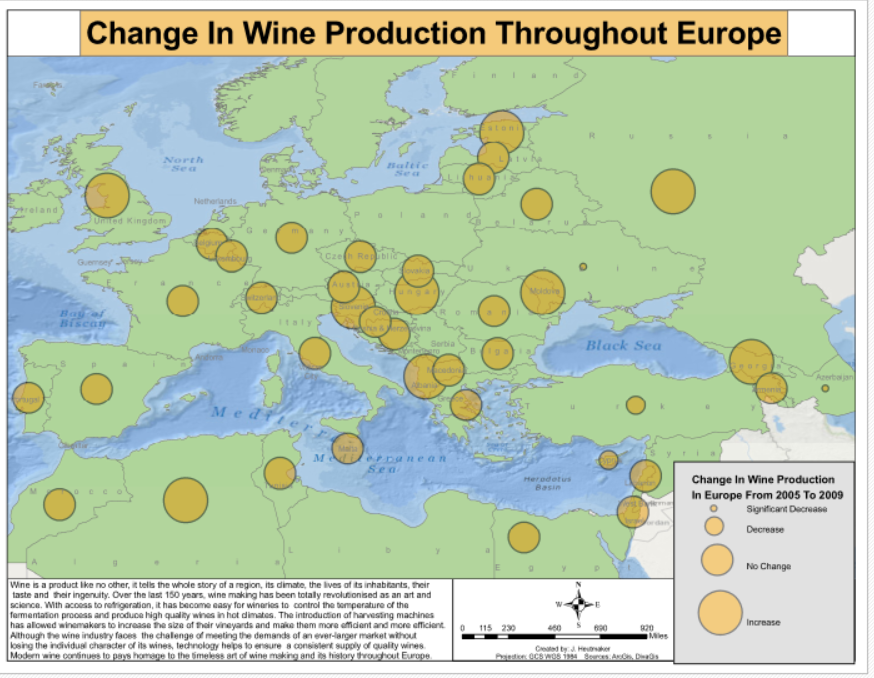 Change In Wine Production Throughout Europe
Finland
Estonia
Russia
North
Sea
Baltic
Sea
Latvia
Lithuania
Denmark
Ireland
United Kingdom
Netherlands
Poland
Belarus
Germany
Belgium
Guernsey
Jersey
Czech Republic
Slovakia
Ukraine
France
Switzerland
Austria
Hungary
Moldova
Bay of
Biscan
Slovenia
Croatia
Romania
Italy
Bosnia & Herzegovina
Serbia
Black Sea
Monaco
Andorra
Montenegro
Bulgaria
Georgia
Spain
Macedonia
Albania
Armenia
Azerbaijan
Portugal
Greece
Turkey
Mediter
Gibraltar
Malta
Mediterranean
Sea
Cyprus
Syria
Morocco
Tunisia
Herodotus
Basin
Lebanon
West Bank
Israel
Jordan
Algeria
Libya
Egypt
Change In Wine Production
In Europe From 2005 To 2009
Significant Decrease
Decrease
No Change
Increase
Wine is a product like no other, it tells the whole story of a region, its climate, the lives of its inhabitants, their
taste and their ingenuity. Over the last 150 years, wine making has been totally revolutionised as an art and
science. With access to refrigeration, it has become easy for wineries to control the temperature of the
fermentation process and produce high quality wines in hot climates. The introduction of harvesting machines
has allowed winemakers to increase the size of their vineyards and make them more efficient and more efficient.
Although the wine industry faces the challenge of meeting the demands of an ever-larger market without
losing the individual character of its wines, technology helps to ensure a consistent supply of quality wines.
Modern wine continues to pays homage to the timeless art of wine making and its history throughout Europe.
N
W E
S
0 115 230 460 690 920
Miles
Created by: J. Heutmaker
Projection: GCS WGS 1984 Sources: ArcGis, DivaGis